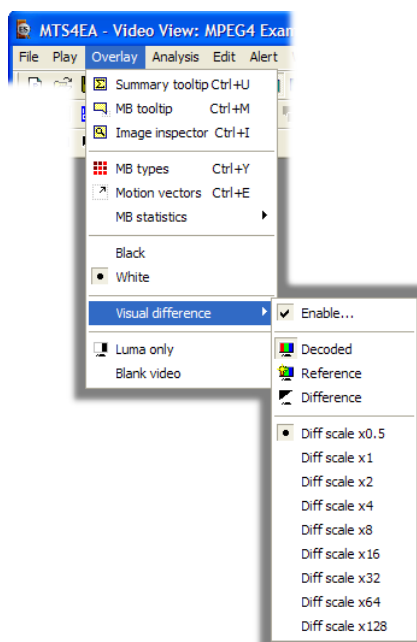 MTS4EA - Video View: MPEG4 Exam
File Play Overlay Analysis Edit Alert
Summary tooltip Ctrl+U
MB tooltip Ctrl+M
Image inspector Ctrl+I
MB types Ctrl+Y
Motion vectors Ctrl+E
MB statistics
Black
White
Visual difference
Luma only
Blank video
Enable...
Decoded
Reference
Difference
Diff scale x0.5
Diff scale x1
Diff scale x2
Diff scale x4
Diff scale x8
Diff scale x16
Diff scale x32
Diff scale x64
Diff scale x128